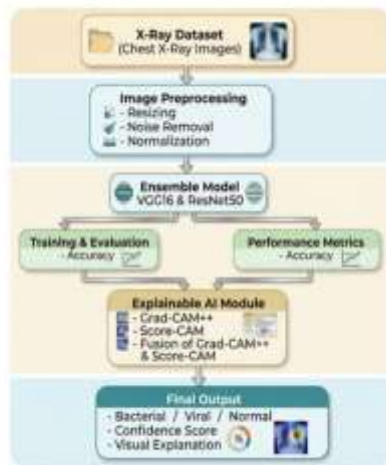 X-Ray Dataset
(Chest X-Ray Images)
Image Preprocessing
- Resizing
- Noise Removal
- Normalization
Ensemble Model
VGG16 & ResNet50
Training & Evaluation
- Accuracy
Performance Metrics
- Accuracy
Explainable AI Module
- Grad-CAM++
- Score-CAM
- Fusion of Grad-CAM++
& Score-CAM
Final Output
- Bacterial / Viral / Normal
- Confidence Score
- Visual Explanation